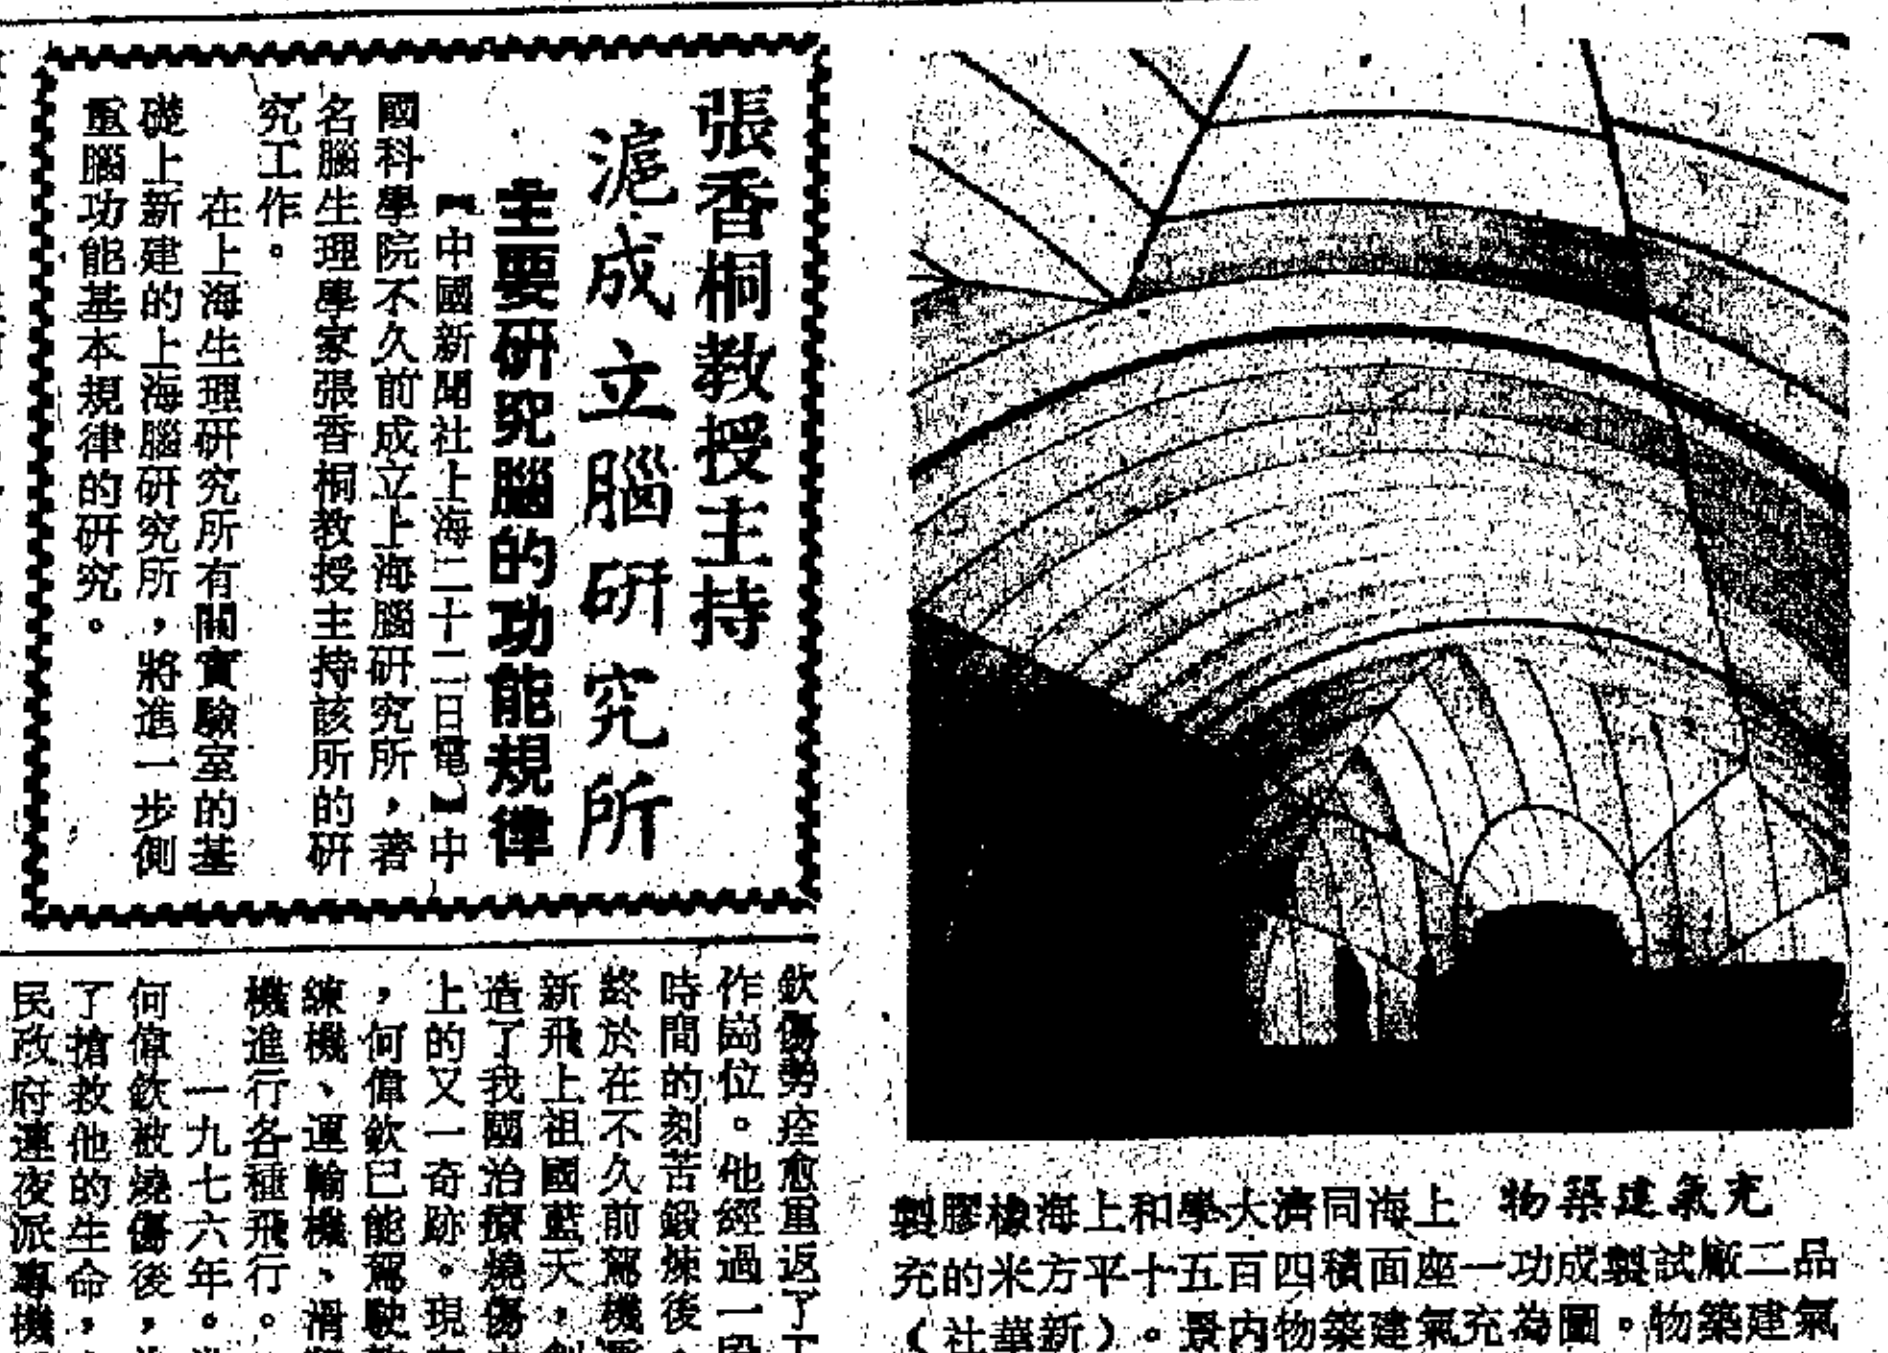 張香桐教授主持
滬成立腦研究所
主要研究腦的功能規律
【中國新聞社上海二十二日電】中
國科學院不久前成立上海腦研究所，著
名腦生理學家張香桐教授主持該所的研
究工作。
在上海生理研究所有關實驗室的基
礎上新建的上海腦研究所，將進一步側
重腦功能基本規律的研究。
充氣建築物　上海同濟大學和上海橡膠製
品二廠試製成功一座面積四百五十平方米的充
氣建築物。圖為充氣建築物內景。（新華社）
欽傷勢痊愈重返了
作崗位。他經過一
時間的刻苦鍛煉後
終於在不久前駕機
新飛上祖國藍天，
造了我國治療燒傷
上的又一奇跡。現
，何偉欽已能駕駛
練機、運輸機、滑
機進行各種飛行。
一九七六年。
何偉欽被燒傷後，
了搶救他的生命，
民政府連夜派專機